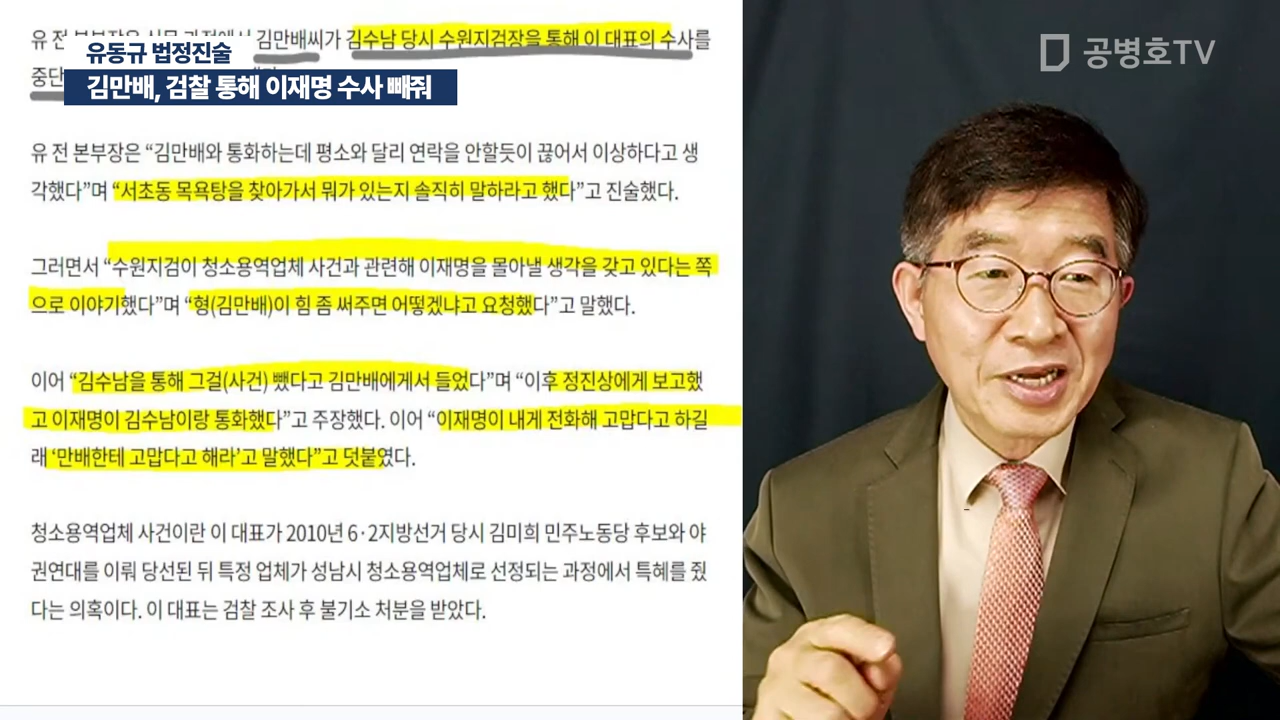 유 전 본부장은 신문 과정에서 김만배씨가 김수남 당시 수원지검장을 통해 이 대표의 수사를
중단
유동규 법정진술
김만배, 검찰 통해 이재명 수사 빼줘
공병호TV
유 전 본부장은 “김만배와 통화하는데 평소와 달리 연락을 안할듯이 끊어서 이상하다고 생
각했다”며 “서초동 목욕탕을 찾아가서 뭐가 있는지 솔직히 말하라고 했다”고 진술했다.
그러면서 “수원지검이 청소용역업체 사건과 관련해 이재명을 몰아낼 생각을 갖고 있다는 쪽
으로 이야기했다”며 “형(김만배)이 힘 좀 써주면 어떻겠냐고 요청했다”고 말했다.
이어 “김수남을 통해 그걸(사건) 뺐다고 김만배에게서 들었다”며 “이후 정진상에게 보고했
고 이재명이 김수남이랑 통화했다”고 주장했다. 이어 “이재명이 내게 전화해 고맙다고 하길
래 ‘만배한테 고맙다고 해라’고 말했다”고 덧붙였다.
청소용역업체 사건이란 이 대표가 2010년 6·2지방선거 당시 김미희 민주노동당 후보와 야
권연대를 이뤄 당선된 뒤 특정 업체가 성남시 청소용역업체로 선정되는 과정에서 특혜를 줬
다는 의혹이다. 이 대표는 검찰 조사 후 불기소 처분을 받았다.